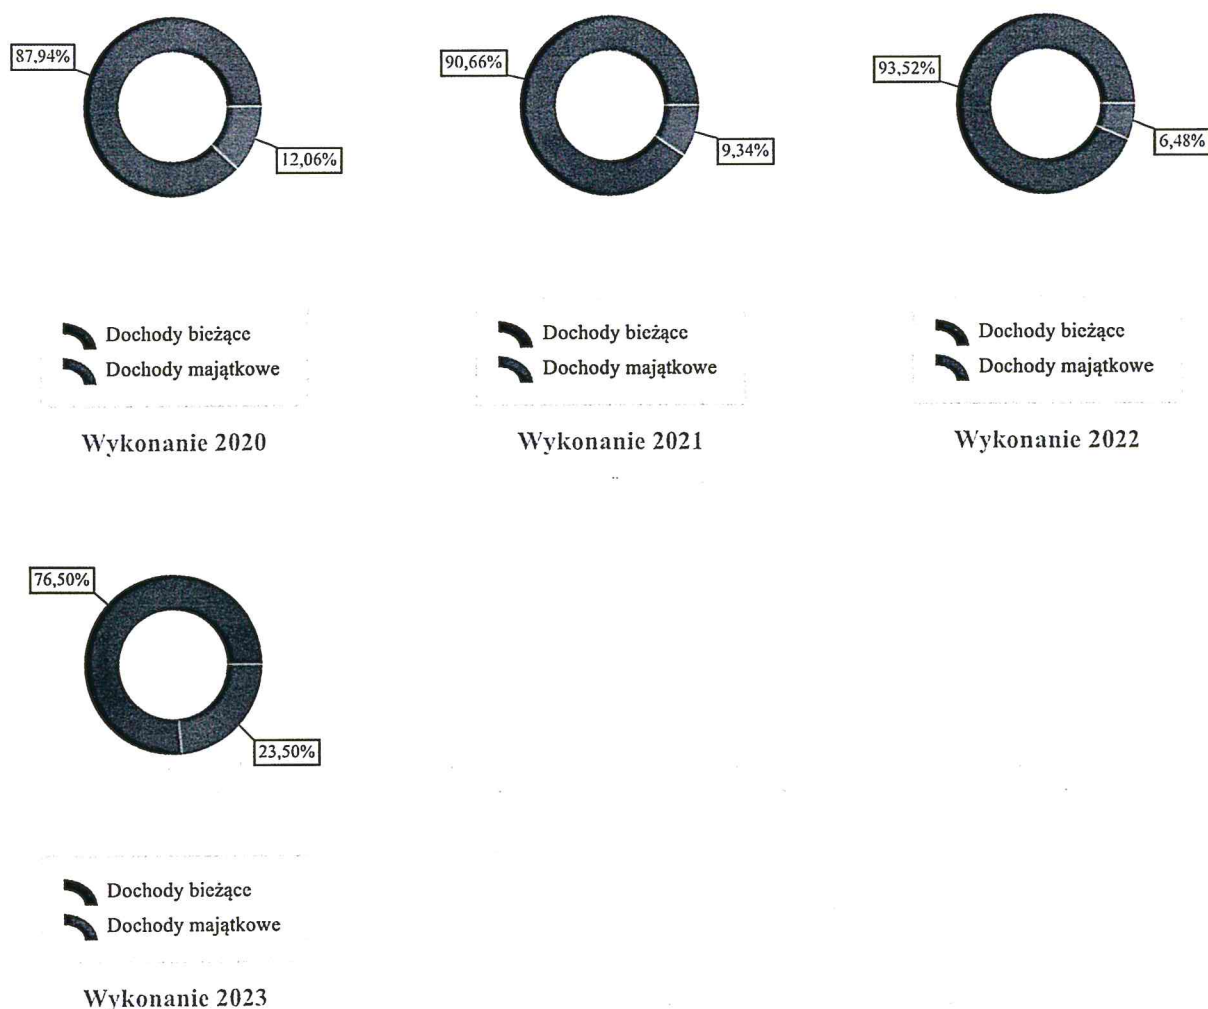 87,94%
12,06%
Dochody bieżące
Dochody majątkowe
Wykonanie 2020
90,66%
9,34%
Dochody bieżące
Dochody majątkowe
Wykonanie 2021
93,52%
6,48%
Dochody bieżące
Dochody majątkowe
Wykonanie 2022
76,50%
23,50%
Dochody bieżące
Dochody majątkowe
Wykonanie 2023